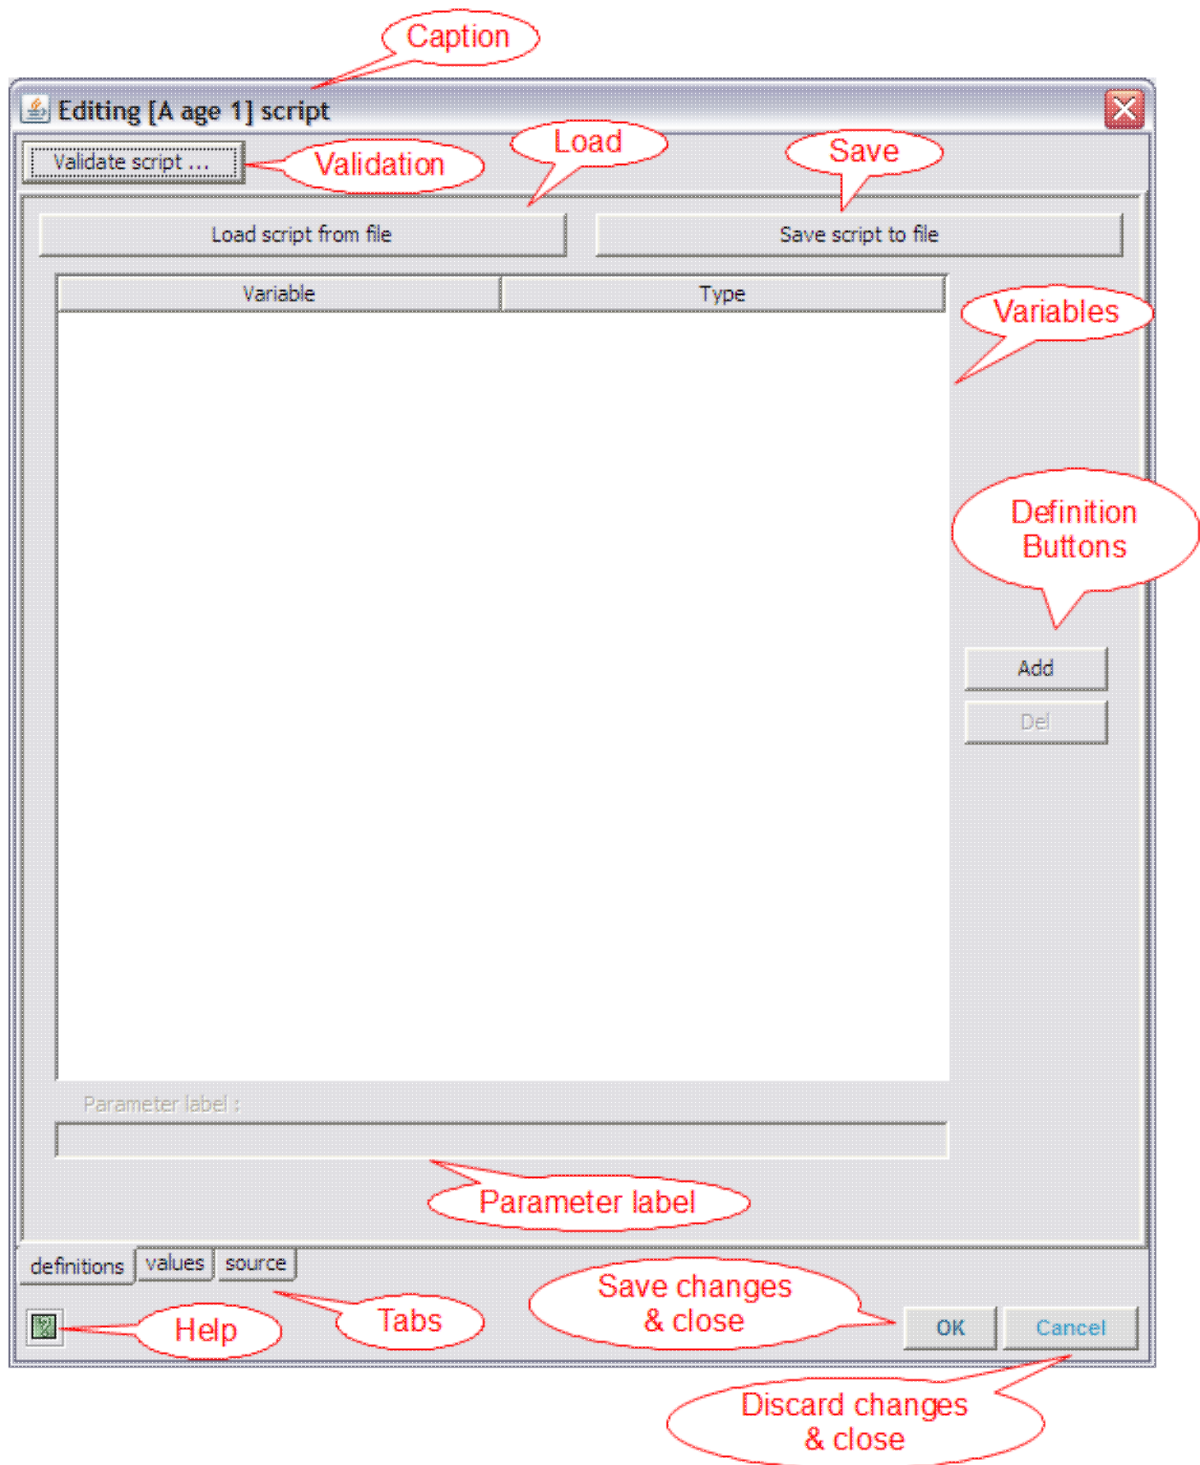 Caption
Editing [A age 1] script
Validate script ...
Validation
Load
Save
Load script from file
Save script to file
Variable
Type
Variables
Definition
Buttons
Add
Del
Parameter label :
Parameter label
definitions
values
source
Save changes
& close
Help
Tabs
OK
Cancel
Discard changes
& close